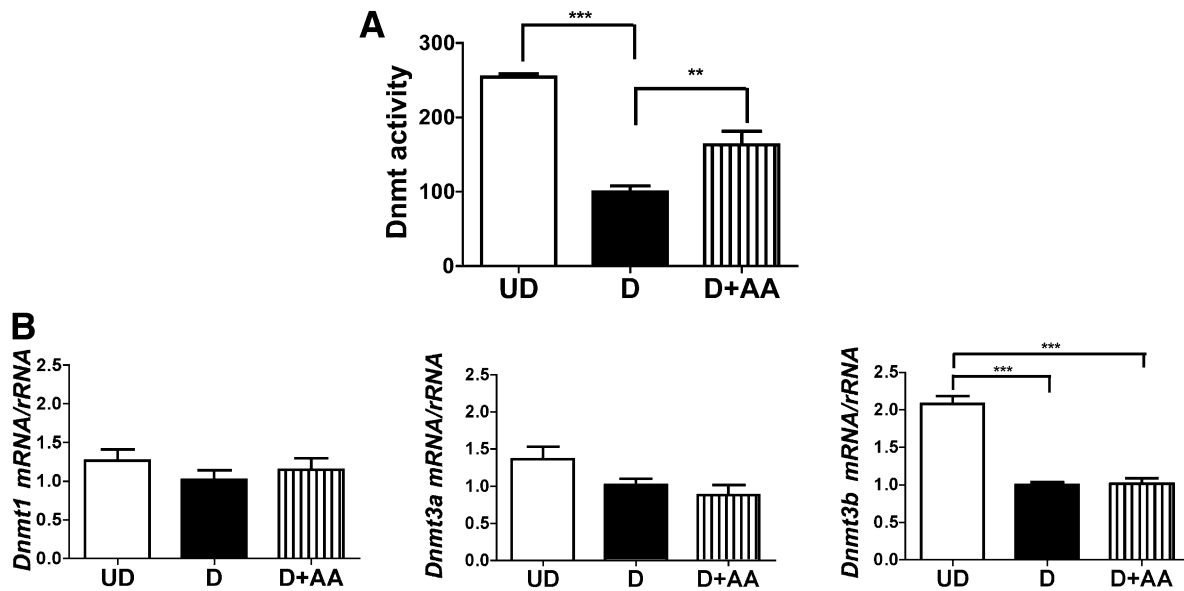 A
***
**
Dnmt activity
300
200
100
0
UD D D+AA
B
Dnmt1 mRNA/rRNA
2.5
2.0
1.5
1.0
0.5
0.0
UD D D+AA
Dnmt3a mRNA/rRNA
2.5
2.0
1.5
1.0
0.5
0.0
UD D D+AA
Dnmt3b mRNA/rRNA
***
***
2.5
2.0
1.5
1.0
0.5
0.0
UD D D+AA